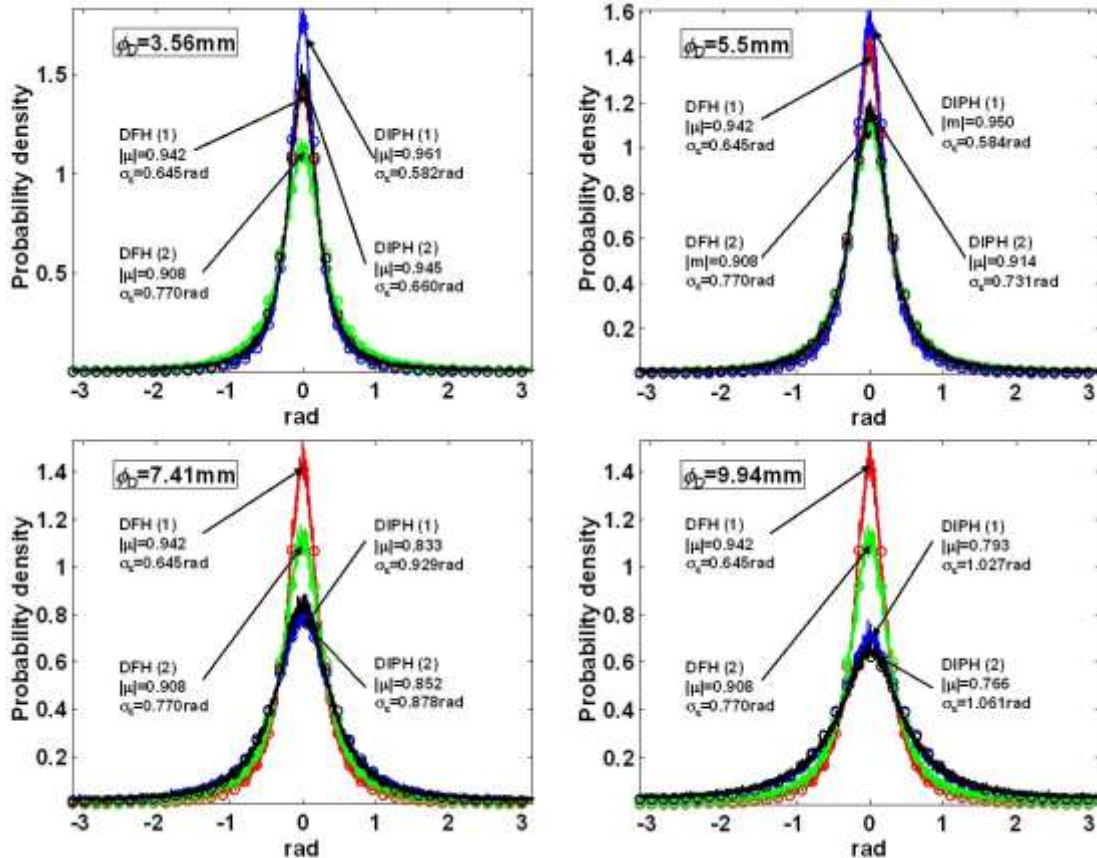 ϕD=3.56mm
Probability density
1.5
1
0.5
DFH (1)
|μ|=0.942
σε=0.645rad
DIPH (1)
|μ|=0.961
σε=0.582rad
DFH (2)
|μ|=0.908
σε=0.770rad
DIPH (2)
|μ|=0.945
σε=0.660rad
-3 -2 -1 0 1 2 3
rad
ϕD=5.5mm
Probability density
1.6
1.4
1.2
1
0.8
0.6
0.4
0.2
DFH (1)
|μ|=0.942
σε=0.645rad
DIPH (1)
|m|=0.950
σε=0.584rad
DFH (2)
|m|=0.908
σε=0.770rad
DIPH (2)
|μ|=0.914
σε=0.731rad
-3 -2 -1 0 1 2 3
rad
ϕD=7.41mm
Probability density
1.4
1.2
1
0.8
0.6
0.4
0.2
DFH (1)
|μ|=0.942
σε=0.645rad
DIPH (1)
|μ|=0.833
σε=0.929rad
DFH (2)
|μ|=0.908
σε=0.770rad
DIPH (2)
|μ|=0.852
σε=0.878rad
-3 -2 -1 0 1 2 3
rad
ϕD=9.94mm
Probability density
1.4
1.2
1
0.8
0.6
0.4
0.2
DFH (1)
|μ|=0.942
σε=0.645rad
DIPH (1)
|μ|=0.793
σε=1.027rad
DFH (2)
|μ|=0.908
σε=0.770rad
DIPH (2)
|μ|=0.766
σε=1.061rad
-3 -2 -1 0 1 2 3
rad